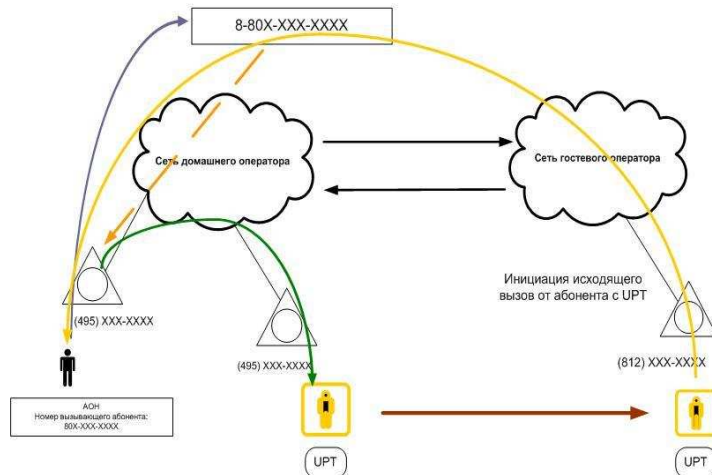 8-80X-XXX-XXXX
Сеть домашнего оператора
Сеть гостевого оператора
Инициация исходящего
вызов от абонента с UPT
(495) XXX-XXXX
(495) XXX-XXXX
(812) XXX-XXXX
АОН
Номер вызывающего абонента:
80X-XXX-XXXX
UPT
UPT